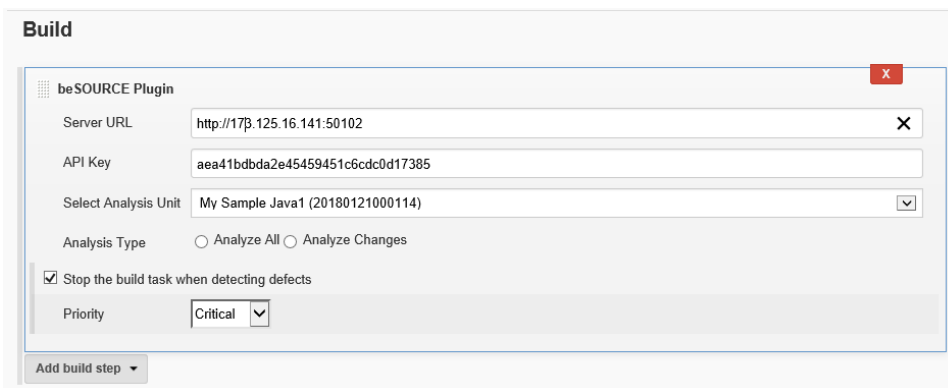 Build
X
beSOURCE Plugin
Server URL http://173.125.16.141:50102
API Key aea41bdbda2e45459451c6cdc0d17385
Select Analysis Unit My Sample Java1 (20180121000114)
Analysis Type Analyze All Analyze Changes
Stop the build task when detecting defects
Priority Critical
Add build step